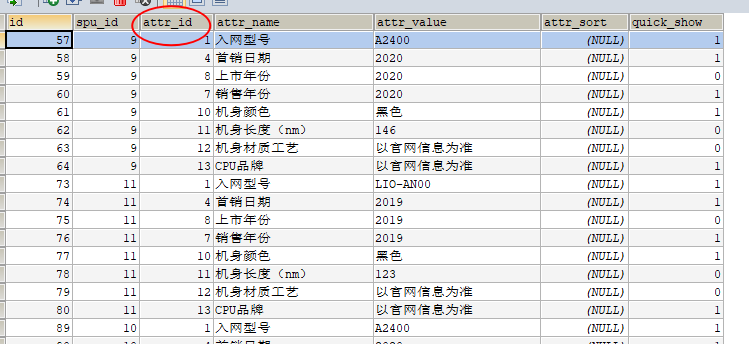 id spu_id attr_id attr_name attr_value attr_sort quick_show
57 9 1 入网型号 A2400 (NULL) 1
58 9 4 首销日期 2020 (NULL) 1
59 9 8 上市年份 2020 (NULL) 0
60 9 7 销售年份 2020 (NULL) 1
61 9 10 机身颜色 黑色 (NULL) 1
62 9 11 机身长度（nm） 146 (NULL) 0
63 9 12 机身材质工艺 以官网信息为准 (NULL) 0
64 9 13 CPU品牌 以官网信息为准 (NULL) 1
73 11 1 入网型号 LIO-AN00 (NULL) 1
74 11 4 首销日期 2019 (NULL) 1
75 11 8 上市年份 2019 (NULL) 0
76 11 7 销售年份 2019 (NULL) 1
77 11 10 机身颜色 黑色 (NULL) 1
78 11 11 机身长度（nm） 123 (NULL) 0
79 11 12 机身材质工艺 以官网信息为准 (NULL) 0
80 11 13 CPU品牌 以官网信息为准 (NULL) 1
89 10 1 入网型号 A2400 (NULL) 1